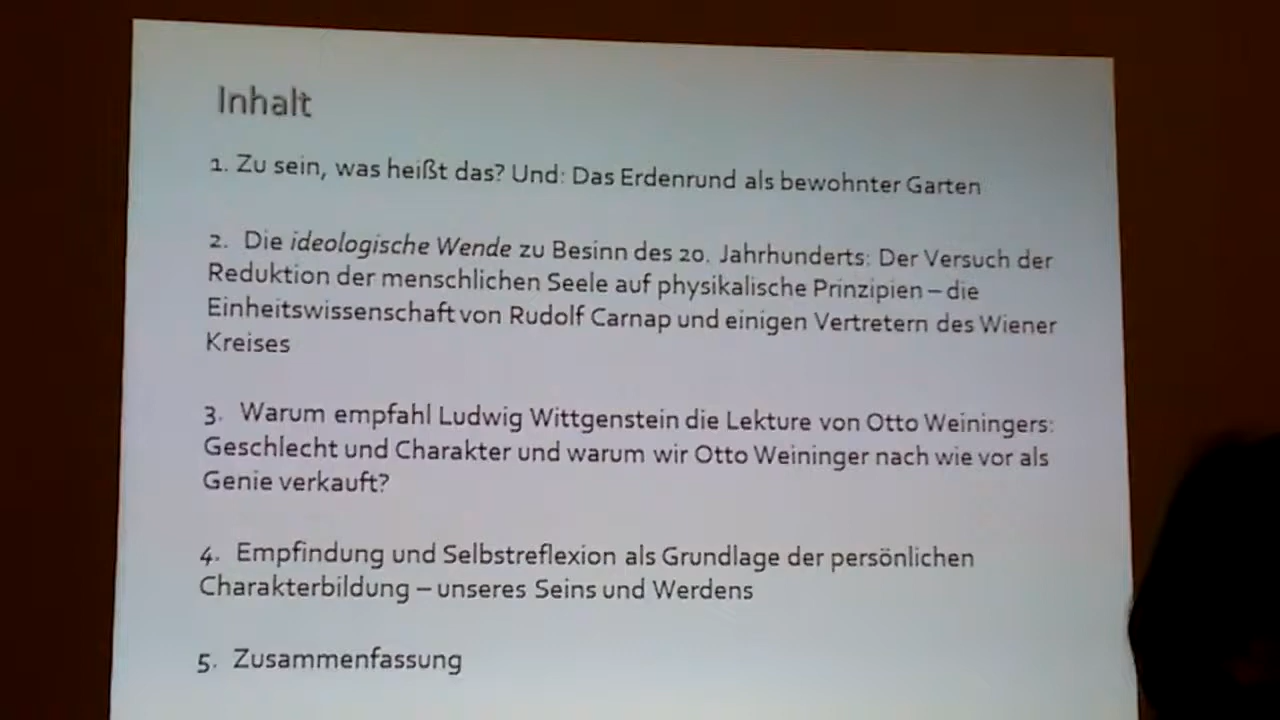 Inhalt
1. Zu sein, was heißt das? Und: Das Erdenrund als bewohnter Garten
2. Die ideologische Wende zu Besinn des 20. Jahrhunderts: Der Versuch der
Reduktion der menschlichen Seele auf physikalische Prinzipien – die
Einheitswissenschaft von Rudolf Carnap und einigen Vertretern des Wiener
Kreises
3. Warum empfahl Ludwig Wittgenstein die Lekture von Otto Weiningers:
Geschlecht und Charakter und warum wir Otto Weininger nach wie vor als
Genie verkauft?
4. Empfindung und Selbstreflexion als Grundlage der persönlichen
Charakterbildung – unseres Seins und Werdens
5. Zusammenfassung